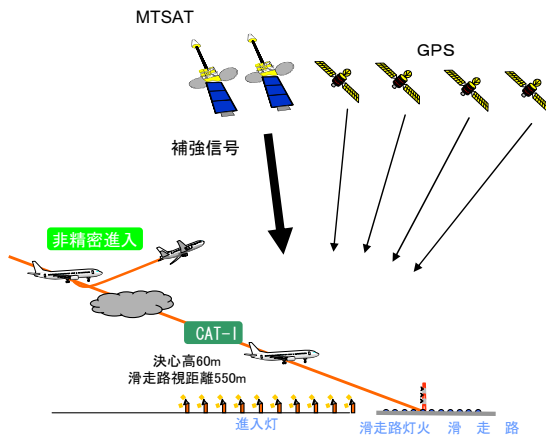 MTSAT
GPS
補強信号
非精密進入
CAT-I
決心高60m
滑走路視距離550m
進入灯
滑走路灯火 滑 走 路